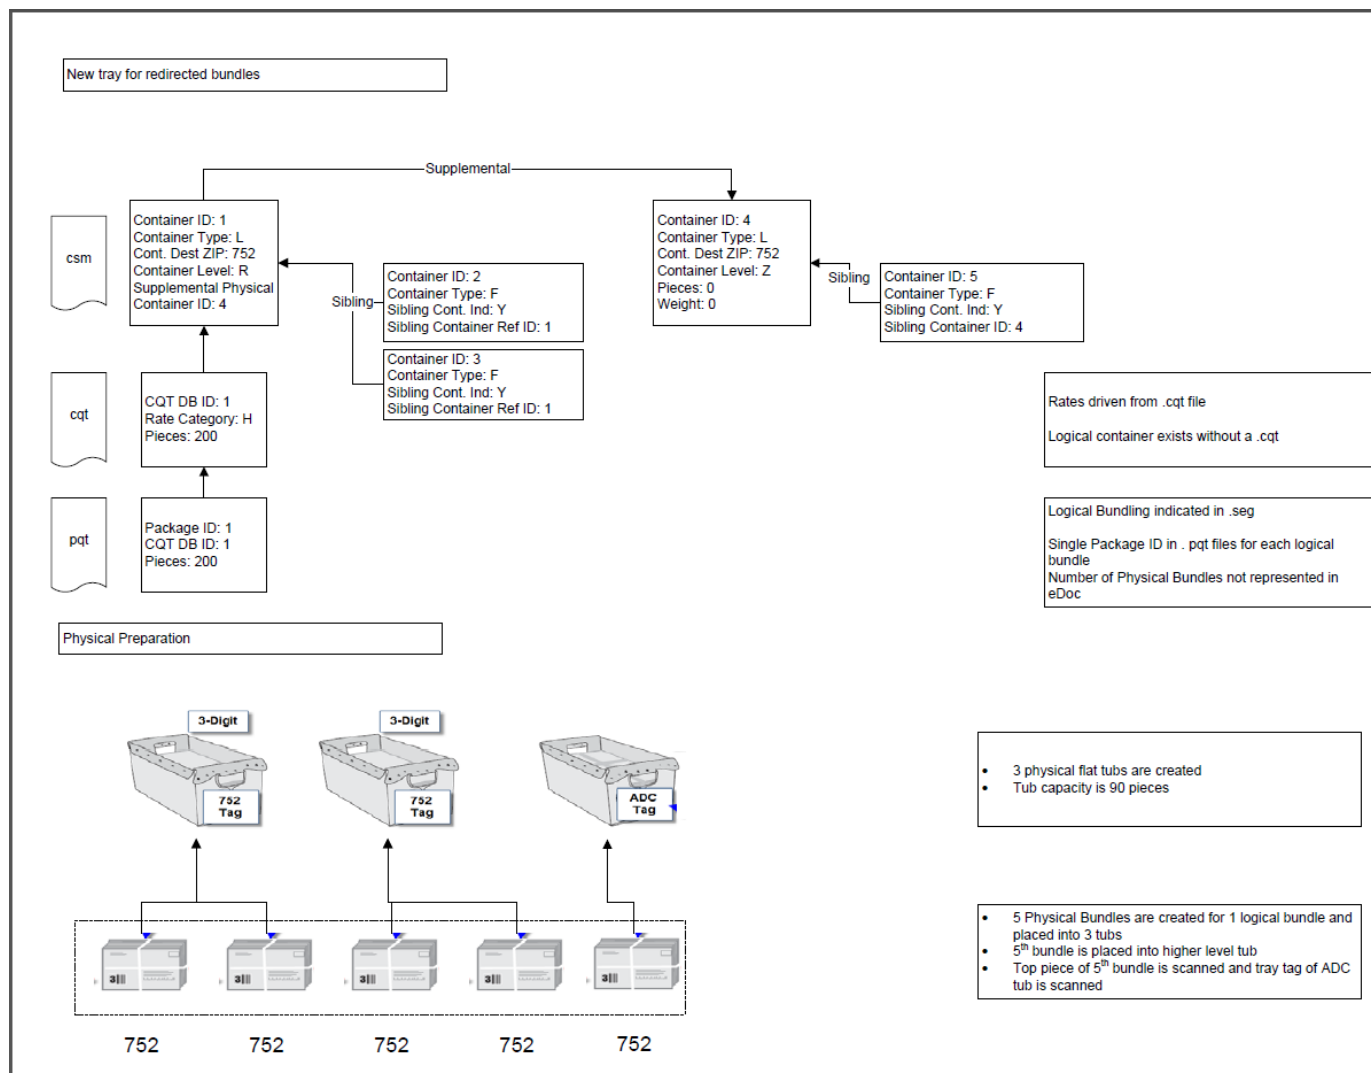 New tray for redirected bundles
Supplemental
csm
Container ID: 1
Container Type: L
Cont. Dest ZIP: 752
Container Level: R
Supplemental Physical
Container ID: 4
Sibling
Container ID: 2
Container Type: F
Sibling Cont. Ind: Y
Sibling Container Ref ID: 1
Container ID: 3
Container Type: F
Sibling Cont. Ind: Y
Sibling Container Ref ID: 1
Container ID: 4
Container Type: L
Cont. Dest ZIP: 752
Container Level: Z
Pieces: 0
Weight: 0
Sibling
Container ID: 5
Container Type: F
Sibling Cont. Ind: Y
Sibling Container ID: 4
cqt
CQT DB ID: 1
Rate Category: H
Pieces: 200
Rates driven from .cqt file
Logical container exists without a .cqt
pqt
Package ID: 1
CQT DB ID: 1
Pieces: 200
Logical Bundling indicated in .seg
Single Package ID in . pqt files for each logical
bundle
Number of Physical Bundles not represented in
eDoc
Physical Preparation
3-Digit
752
Tag
3-Digit
752
Tag
ADC
Tag
• 3 physical flat tubs are created
• Tub capacity is 90 pieces
3
3
3
3
3
• 5 Physical Bundles are created for 1 logical bundle and
placed into 3 tubs
• 5th bundle is placed into higher level tub
• Top piece of 5th bundle is scanned and tray tag of ADC
tub is scanned
752 752 752 752 752